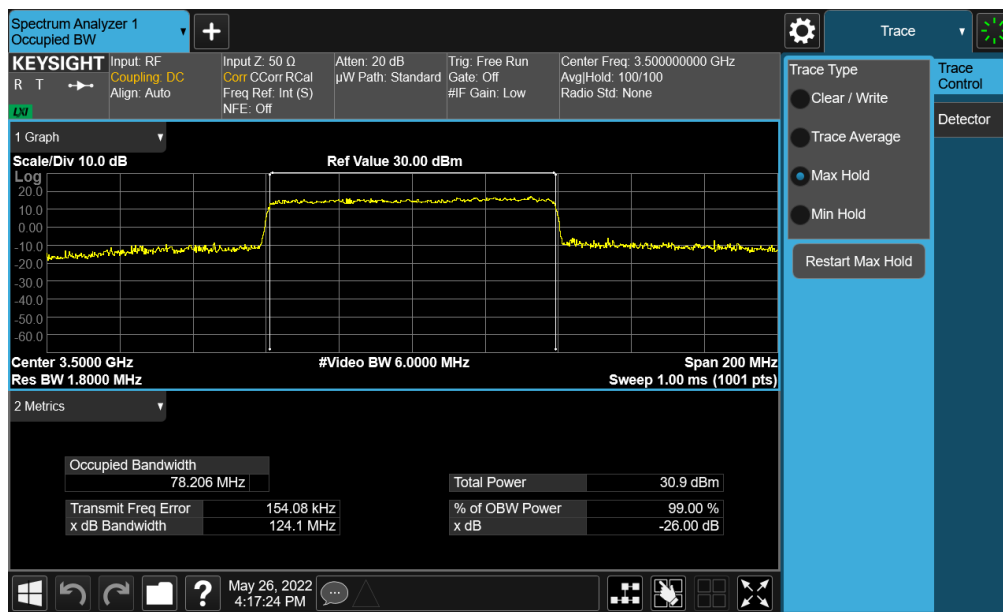 Spectrum Analyzer 1
Occupied BW
+
Trace
KEYSIGHT
R T
LXI
Input: RF
Coupling: DC
Align: Auto
Input Z: 50 Ω
Corr CCorr RCal
Freq Ref: Int (S)
NFE: Off
Atten: 20 dB
µW Path: Standard
Trig: Free Run
Gate: Off
#IF Gain: Low
Center Freq: 3.500000000 GHz
Avg|Hold: 100/100
Radio Std: None
Trace Type
Clear / Write
Trace Average
Max Hold
Min Hold
Restart Max Hold
Trace
Control
Detector
1 Graph
Scale/Div 10.0 dB
Ref Value 30.00 dBm
Log
20.0
10.0
0.00
-10.0
-20.0
-30.0
-40.0
-50.0
-60.0
Center 3.5000 GHz
#Video BW 6.0000 MHz
Span 200 MHz
Res BW 1.8000 MHz
Sweep 1.00 ms (1001 pts)
2 Metrics
Occupied Bandwidth
78.206 MHz
Total Power 30.9 dBm
Transmit Freq Error 154.08 kHz
% of OBW Power 99.00 %
x dB Bandwidth 124.1 MHz
x dB -26.00 dB
?
May 26, 2022
4:17:24 PM